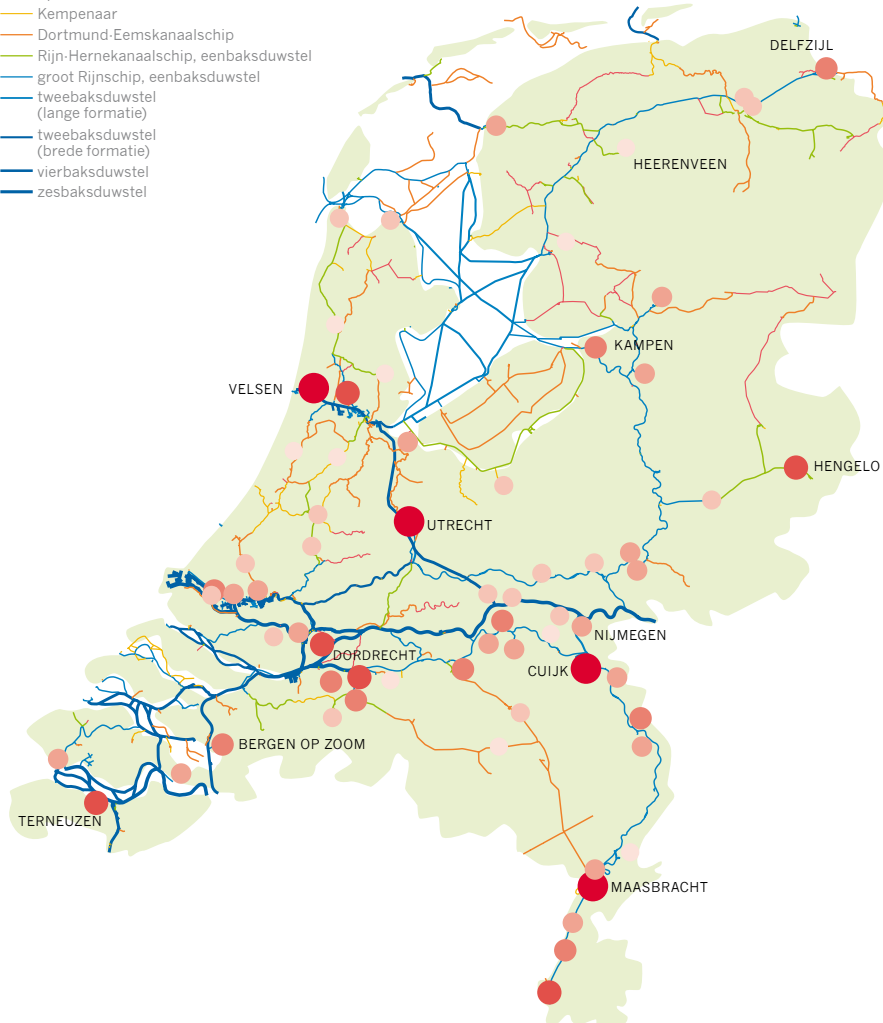 Kempenaar
Dortmund-Eemskanaalschip
Rijn-Hernekanaalschip, eenbaksduwstel
groot Rijnschip, eenbaksduwstel
tweebaksduwstel
(lange formatie)
tweebaksduwstel
(brede formatie)
vierbaksduwstel
zesbaksduwstel
DELFZIJL
HEERENVEEN
KAMPEN
VELSEN
HENGELO
UTRECHT
NIJMEGEN
DORDRECHT
CUIJK
BERGEN OP ZOOM
TERNEUZEN
MAASBRACHT